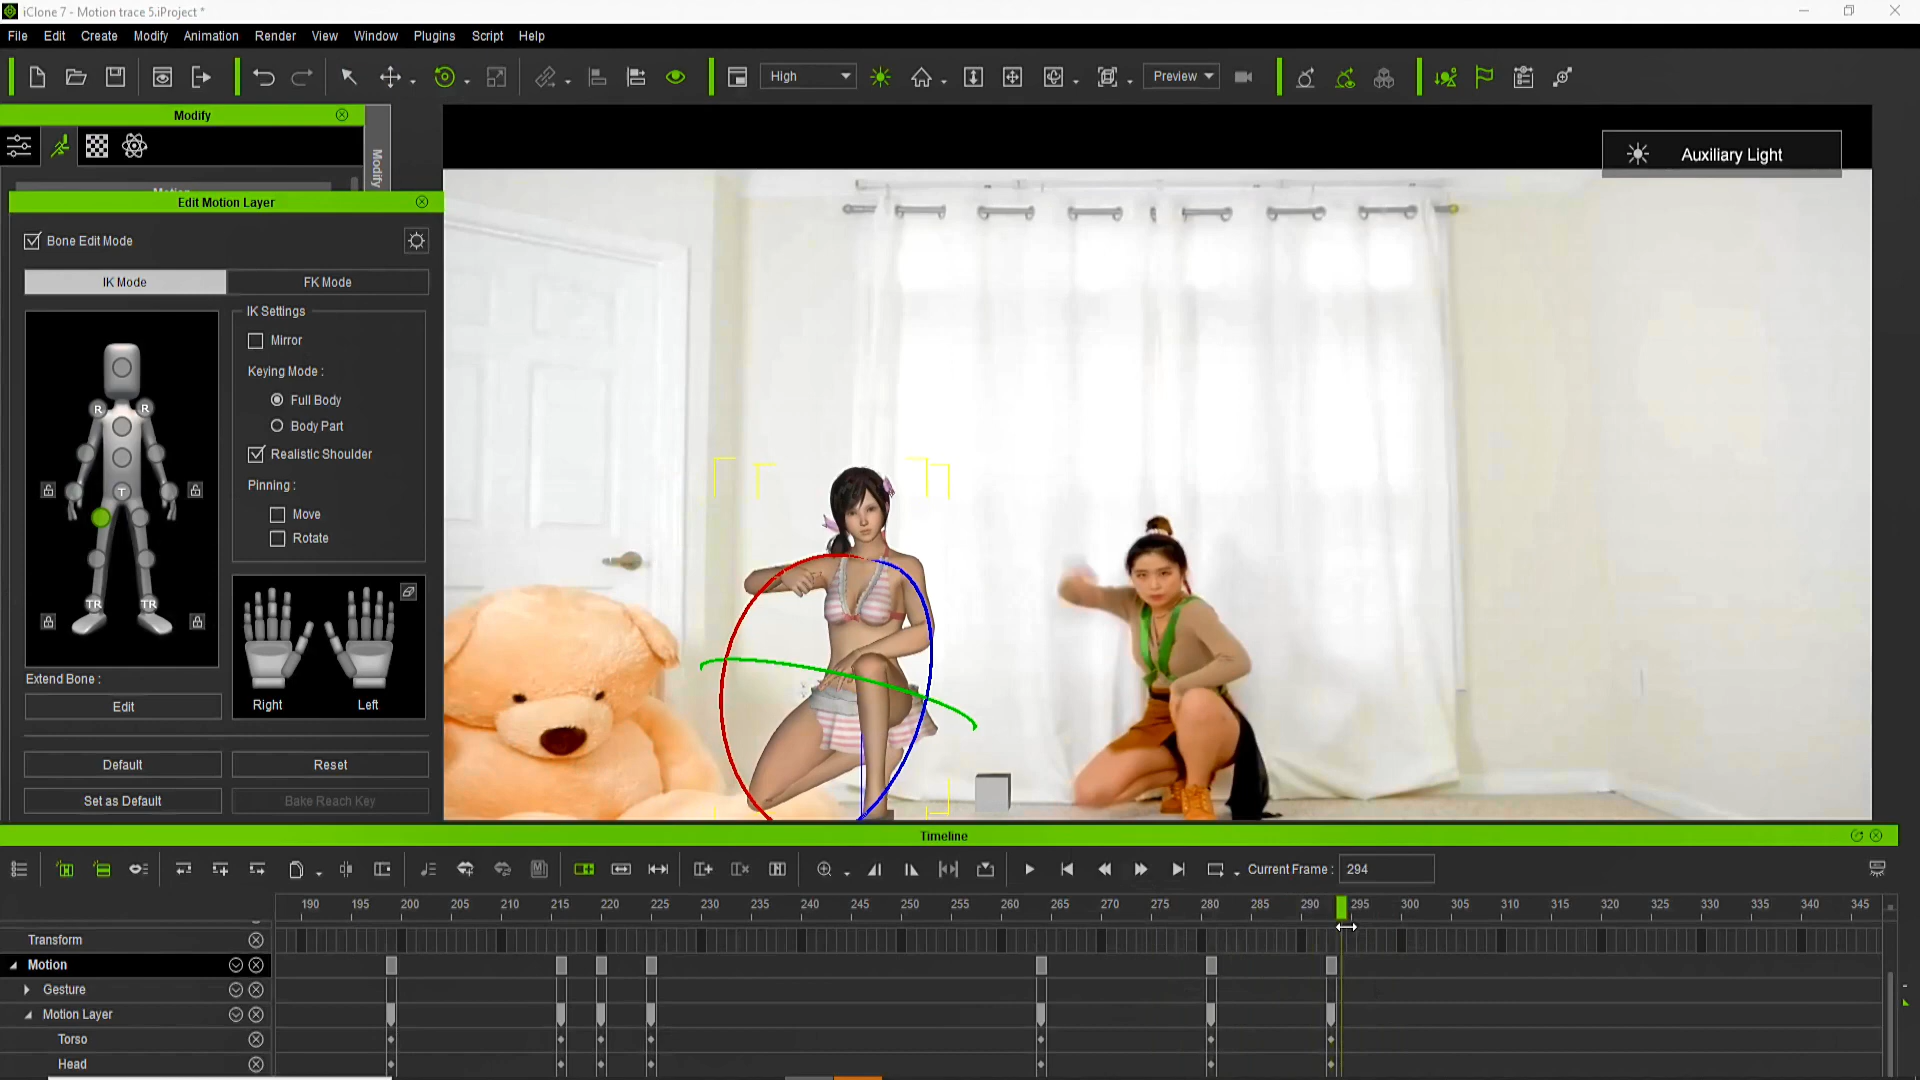 iClone 7 - Motion trace 5.iProject *
File Edit Create Modify Animation Render View Window Plugins Script Help
High Preview
Modify
Modify
Auxiliary Light
Edit Motion Layer
Bone Edit Mode
IK Mode FK Mode
IK Settings
Mirror
Keying Mode :
Full Body
Body Part
Realistic Shoulder
Pinning :
Move
Rotate
R R
T
TR TR
Extend Bone :
Edit
Right Left
Default Reset
Set as Default Bake Reach Key
Timeline
Current Frame : 294
190 195 200 205 210 215 220 225 230 235 240 245 250 255 260 265 270 275 280 285 290 295 300 305 310 315 320 325 330 335 340 345
Transform
Motion
Gesture
Motion Layer
Torso
Head